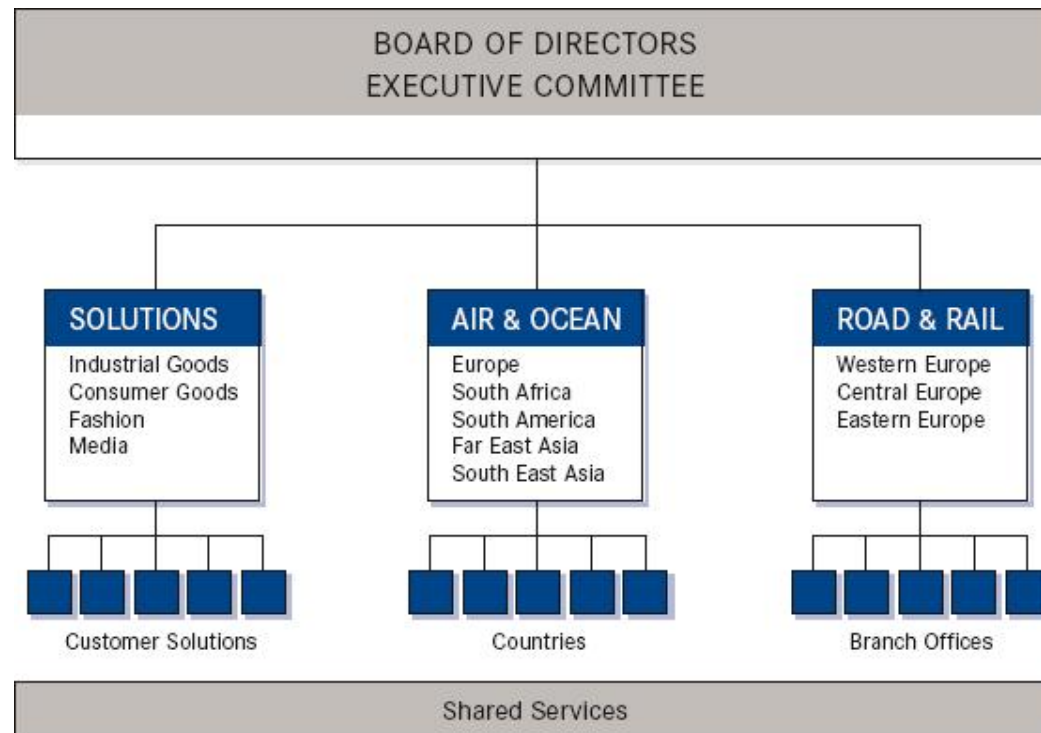 BOARD OF DIRECTORS
EXECUTIVE COMMITTEE
SOLUTIONS
Industrial Goods
Consumer Goods
Fashion
Media
Customer Solutions
AIR & OCEAN
Europe
South Africa
South America
Far East Asia
South East Asia
Countries
ROAD & RAIL
Western Europe
Central Europe
Eastern Europe
Branch Offices
Shared Services